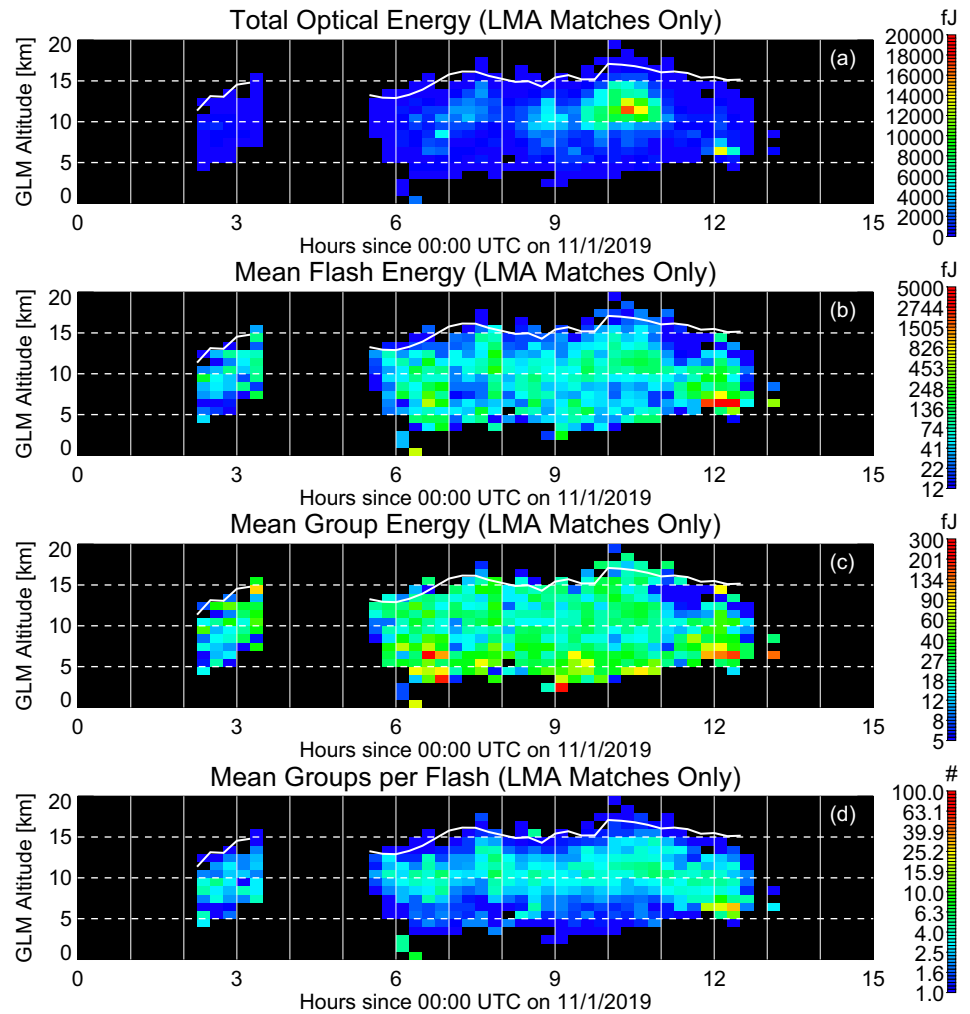 Total Optical Energy (LMA Matches Only)
fJ
GLM Altitude [km]
20
15
10
5
0
(a)
20000
18000
16000
14000
12000
10000
8000
6000
4000
2000
0
0 3 6 9 12 15
Hours since 00:00 UTC on 11/1/2019
Mean Flash Energy (LMA Matches Only)
fJ
GLM Altitude [km]
20
15
10
5
0
(b)
5000
2744
1505
826
453
248
136
74
41
22
12
0 3 6 9 12 15
Hours since 00:00 UTC on 11/1/2019
Mean Group Energy (LMA Matches Only)
fJ
GLM Altitude [km]
20
15
10
5
0
(c)
300
201
134
90
60
40
27
18
12
8
5
0 3 6 9 12 15
Hours since 00:00 UTC on 11/1/2019
Mean Groups per Flash (LMA Matches Only)
#
GLM Altitude [km]
20
15
10
5
0
(d)
100.0
63.1
39.9
25.2
15.9
10.0
6.3
4.0
2.5
1.6
1.0
0 3 6 9 12 15
Hours since 00:00 UTC on 11/1/2019